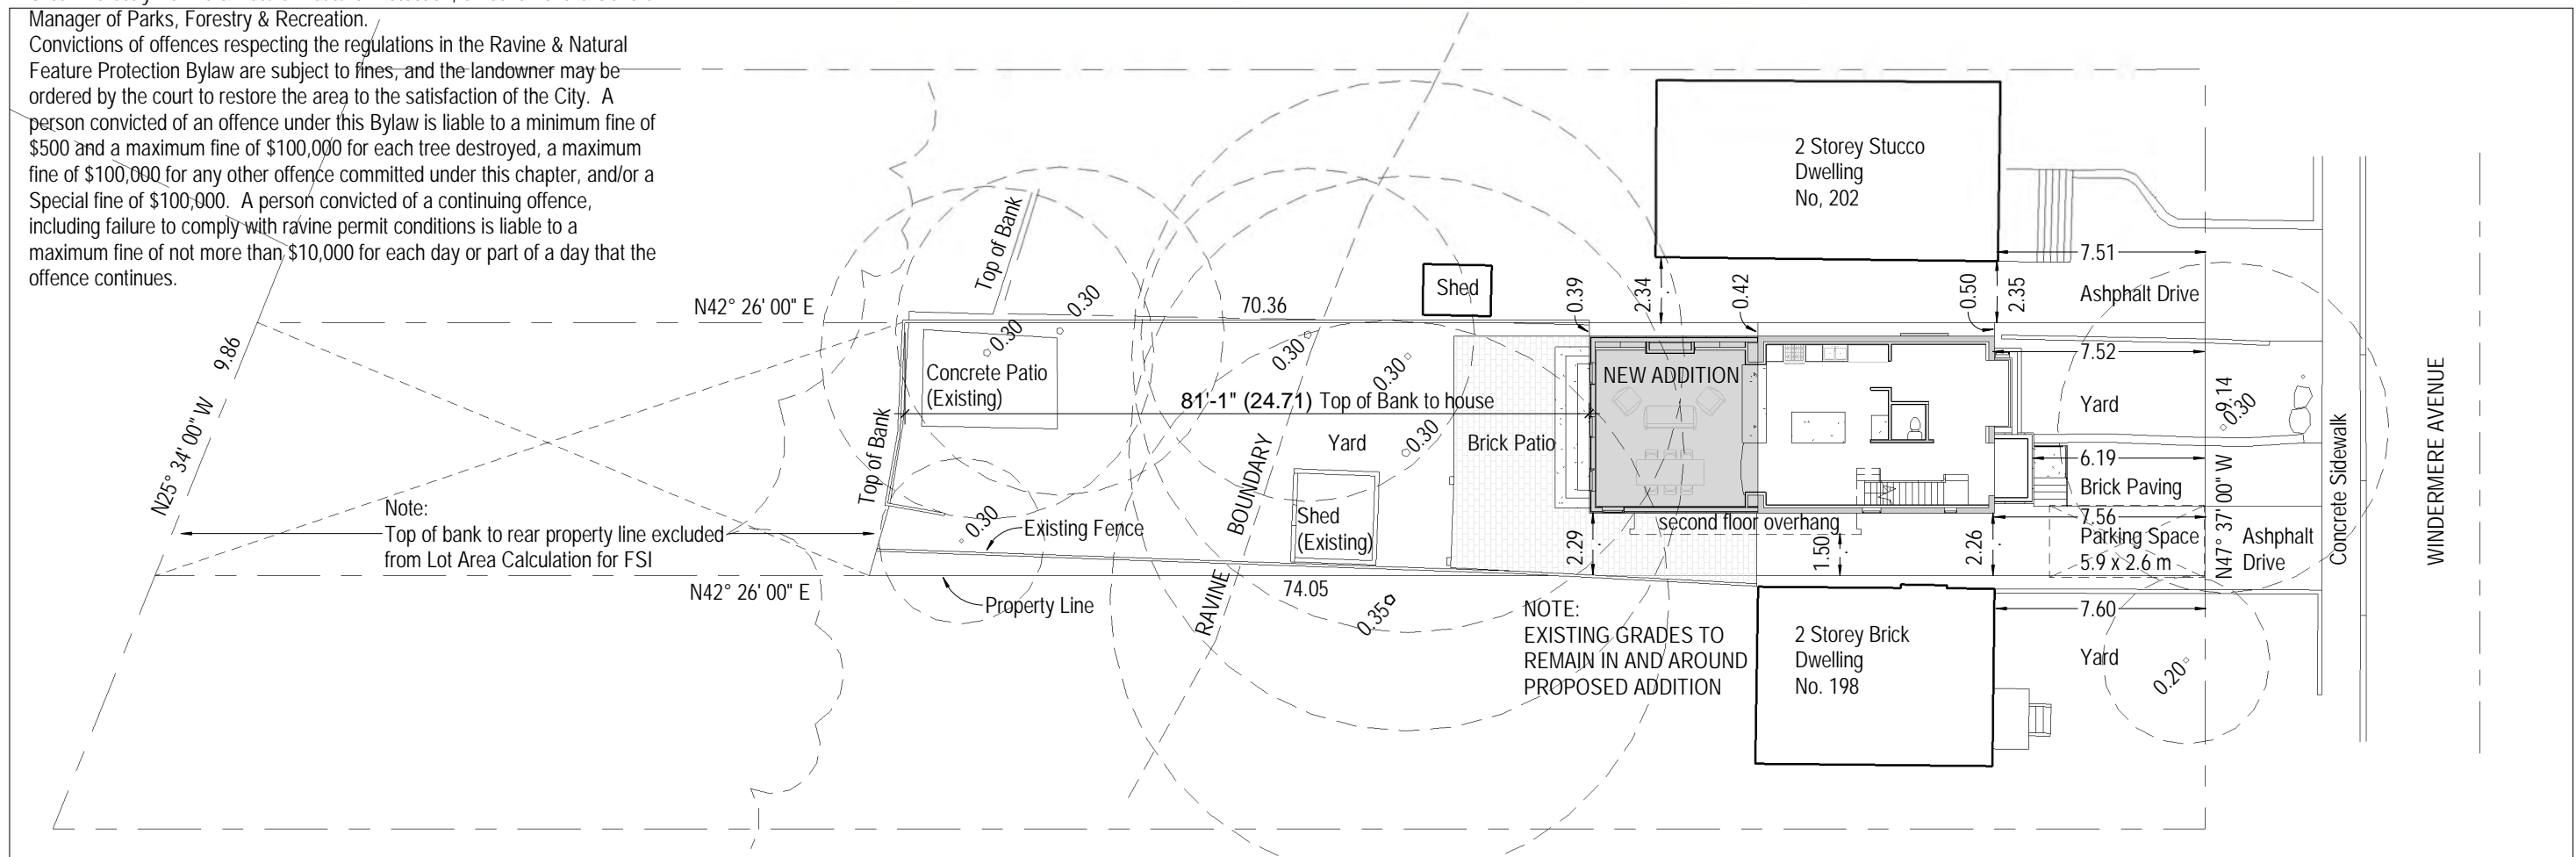 Manager of Parks, Forestry & Recreation.
Convictions of offences respecting the regulations in the Ravine & Natural
Feature Protection Bylaw are subject to fines, and the landowner may be
ordered by the court to restore the area to the satisfaction of the City. A
person convicted of an offence under this Bylaw is liable to a minimum fine of
$500 and a maximum fine of $100,000 for each tree destroyed, a maximum
fine of $100,000 for any other offence committed under this chapter, and/or a
Special fine of $100,000. A person convicted of a continuing offence,
including failure to comply with ravine permit conditions is liable to a
maximum fine of not more than $10,000 for each day or part of a day that the
offence continues.
N42° 26' 00" E
70.36
9.86
N25° 34' 00" W
Top of Bank
0.30
0.30
Concrete Patio
(Existing)
Top of Bank
Note:
Top of bank to rear property line excluded
from Lot Area Calculation for FSI
N42° 26' 00" E
74.05
0.30
Existing Fence
Property Line
81'-1" (24.71) Top of Bank to house
0.30
0.30
0.30
Yard
RAVINE BOUNDARY
Shed
(Existing)
0.35
Shed
Brick Patio
0.39
2.34
0.42
0.50
2.35
NEW ADDITION
second floor overhang
2.29
1.50
2.26
NOTE:
EXISTING GRADES TO
REMAIN IN AND AROUND
PROPOSED ADDITION
2 Storey Stucco
Dwelling
No, 202
2 Storey Brick
Dwelling
No. 198
7.51
Ashphalt Drive
7.52
Yard
9.14
0.30
6.19
Brick Paving
7.56
Parking Space
5.9 x 2.6 m
N47° 37' 00" W
Ashphalt
Drive
7.60
Yard
0.20
Concrete Sidewalk
WINDERMERE AVENUE